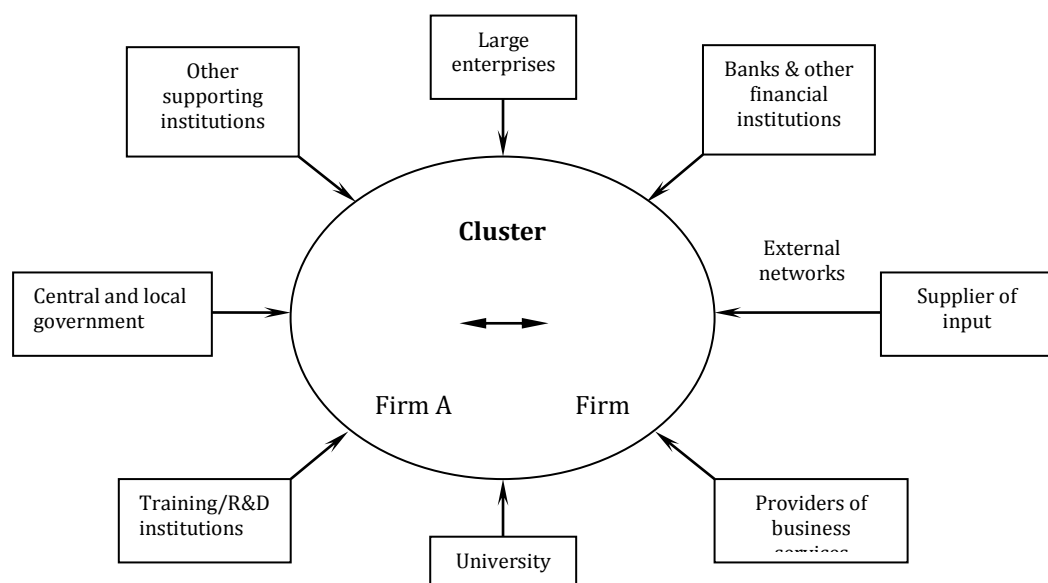 Large
enterprises
Other
supporting
institutions
Banks & other
financial
institutions
Cluster
External
networks
Central and local
government
Supplier of
input
Firm A
Firm
Training/R&D
institutions
University
Providers of
business
services